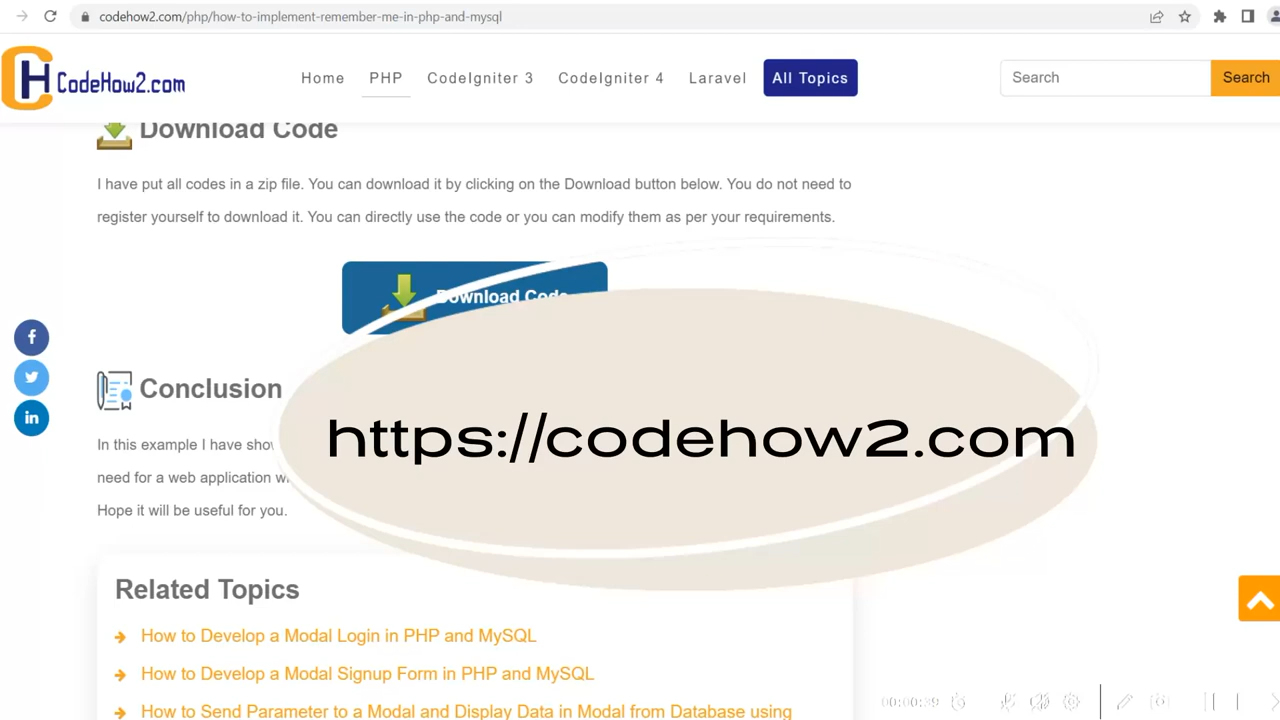 codehow2.com/php/how-to-implement-remember-me-in-php-and-mysql
CH CodeHow2.com
Home PHP CodeIgniter 3 CodeIgniter 4 Laravel All Topics
Search Search
Download Code
I have put all codes in a zip file. You can download it by clicking on the Download button below. You do not need to
register yourself to download it. You can directly use the code or you can modify them as per your requirements.
Download Code
Conclusion
https://codehow2.com
In this example I have
need for a web application
Hope it will be useful for you.
Related Topics
How to Develop a Modal Login in PHP and MySQL
How to Develop a Modal Signup Form in PHP and MySQL
How to Send Parameter to a Modal and Display Data in Modal from Database using
00:00:39